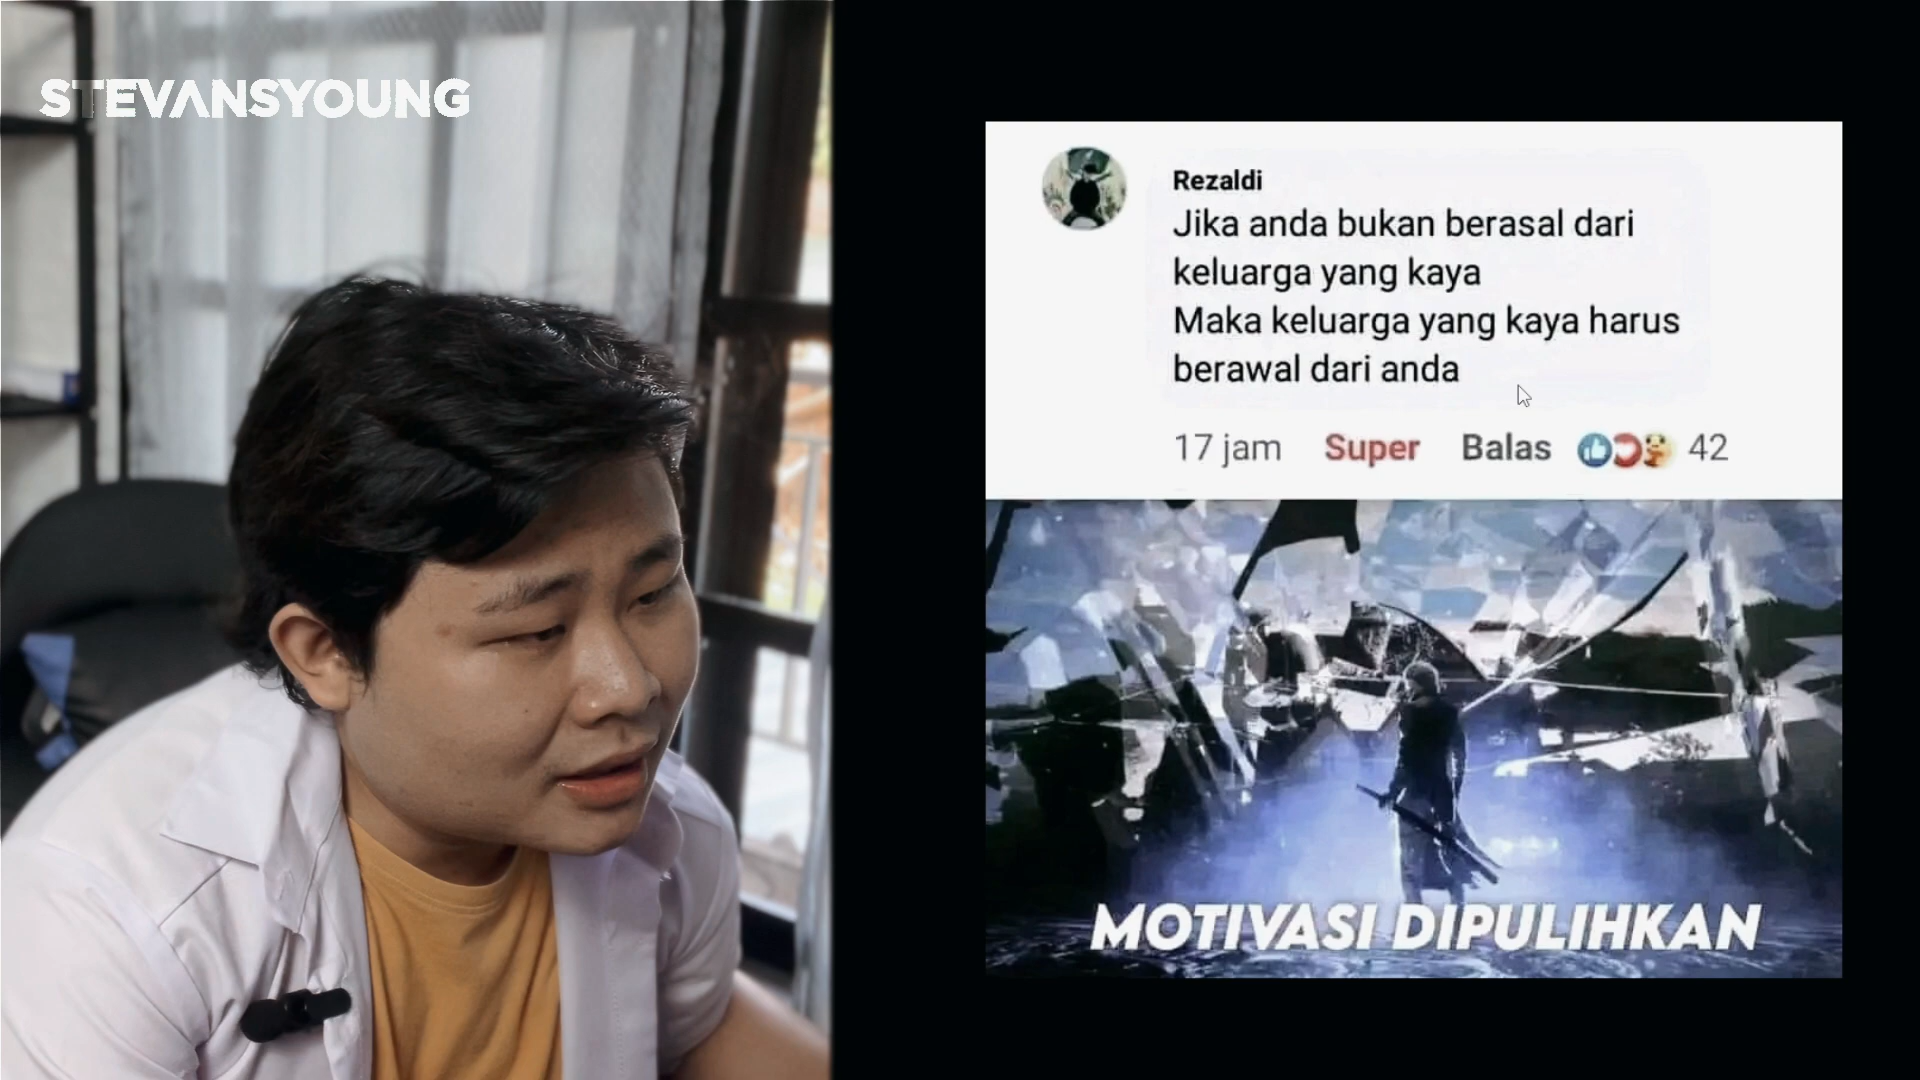 STEVANSYOUNG
Rezaldi
Jika anda bukan berasal dari
keluarga yang kaya
Maka keluarga yang kaya harus
berawal dari anda
17 jam Super Balas 42
MOTIVASI DIPULIHKAN